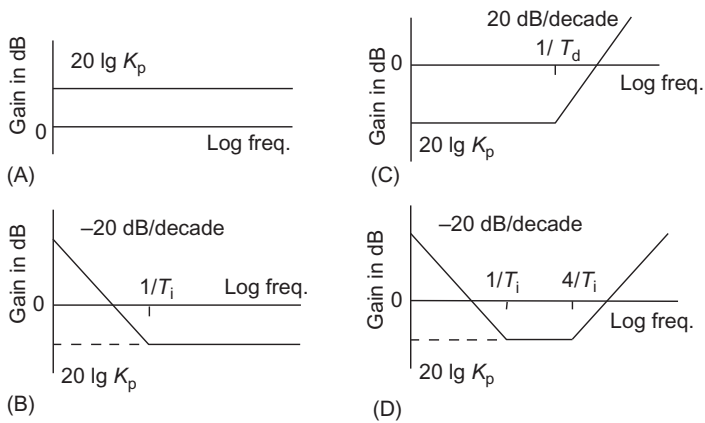 Gain in dB
20 lg Kp
0
Log freq.
(A)
Gain in dB
20 dB/decade
0
1/ Td
Log freq.
20 lg Kp
(C)
Gain in dB
–20 dB/decade
0
1/Ti
Log freq.
20 lg Kp
(B)
Gain in dB
–20 dB/decade
0
1/Ti
4/Ti
Log freq.
20 lg Kp
(D)